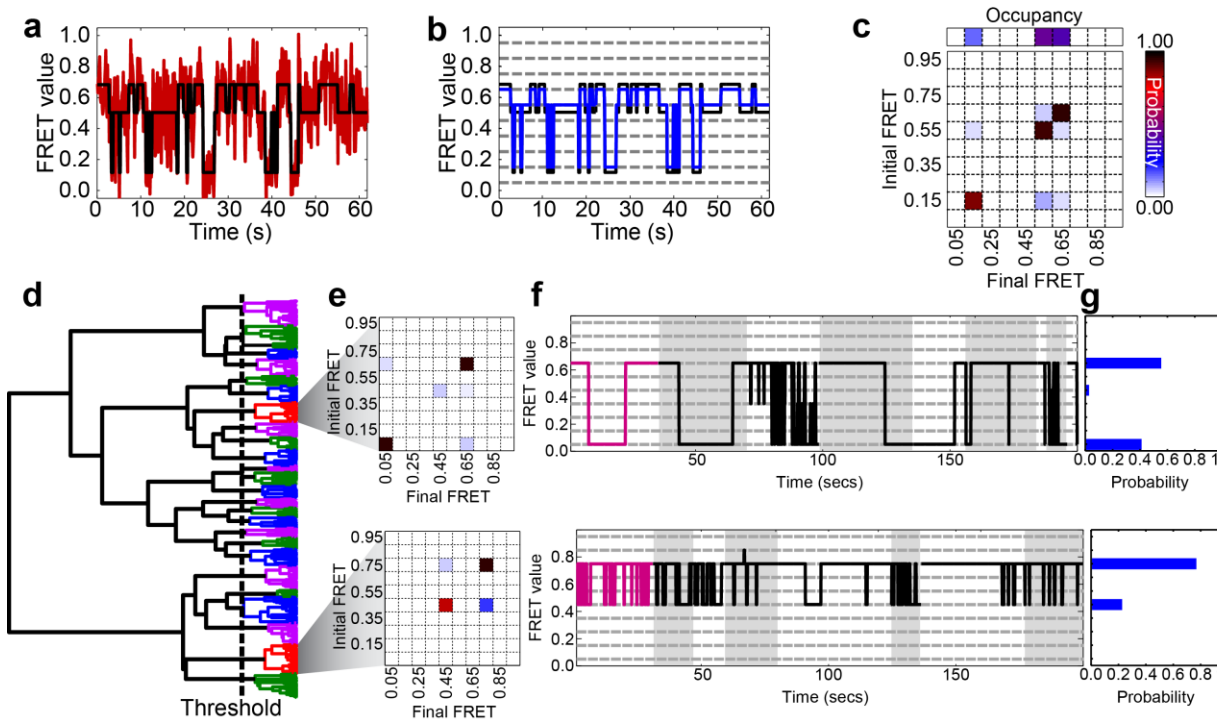 a
FRET value
1.0
0.8
0.6
0.4
0.2
0.0
0 10 20 30 40 50 60
Time (s)
b
FRET value
1.0
0.8
0.6
0.4
0.2
0.0
0 10 20 30 40 50 60
Time (s)
c
Occupancy
Initial FRET
0.95
0.75
0.55
0.35
0.15
0.05 0.25 0.45 0.65 0.85
Final FRET
1.00
Probability
0.00
d
Threshold
e
Initial FRET
0.95
0.75
0.55
0.35
0.15
0.05 0.25 0.45 0.65 0.85
Final FRET
Initial FRET
0.95
0.75
0.55
0.35
0.15
0.05 0.25 0.45 0.65 0.85
Final FRET
f
FRET value
0.8
0.6
0.4
0.2
0.0
50 100 150
Time (secs)
FRET value
0.8
0.6
0.4
0.2
0.0
50 100 150
Time (secs)
g
0.0 0.2 0.4 0.6 0.8 1
Probability
0.0 0.2 0.4 0.6 0.8
Probability